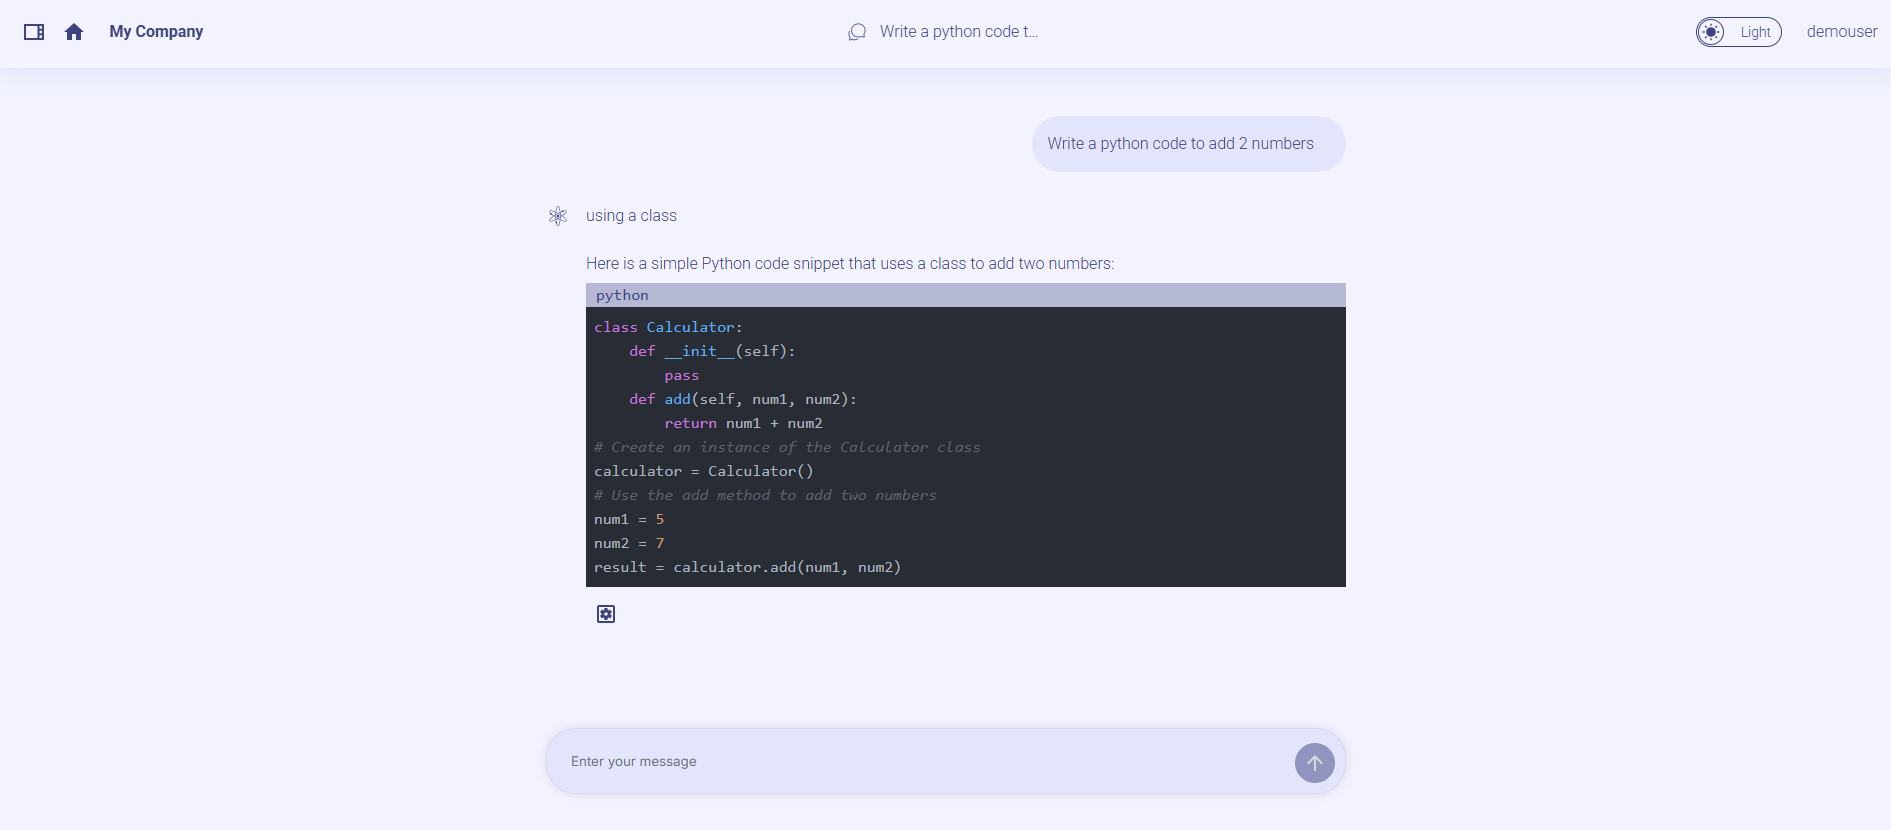 My Company
Write a python code t...
Light
demouser
Write a python code to add 2 numbers
using a class
Here is a simple Python code snippet that uses a class to add two numbers:
python
class Calculator:
    def __init__(self):
        pass
    def add(self, num1, num2):
        return num1 + num2
# Create an instance of the Calculator class
calculator = Calculator()
# Use the add method to add two numbers
num1 = 5
num2 = 7
result = calculator.add(num1, num2)
Enter your message